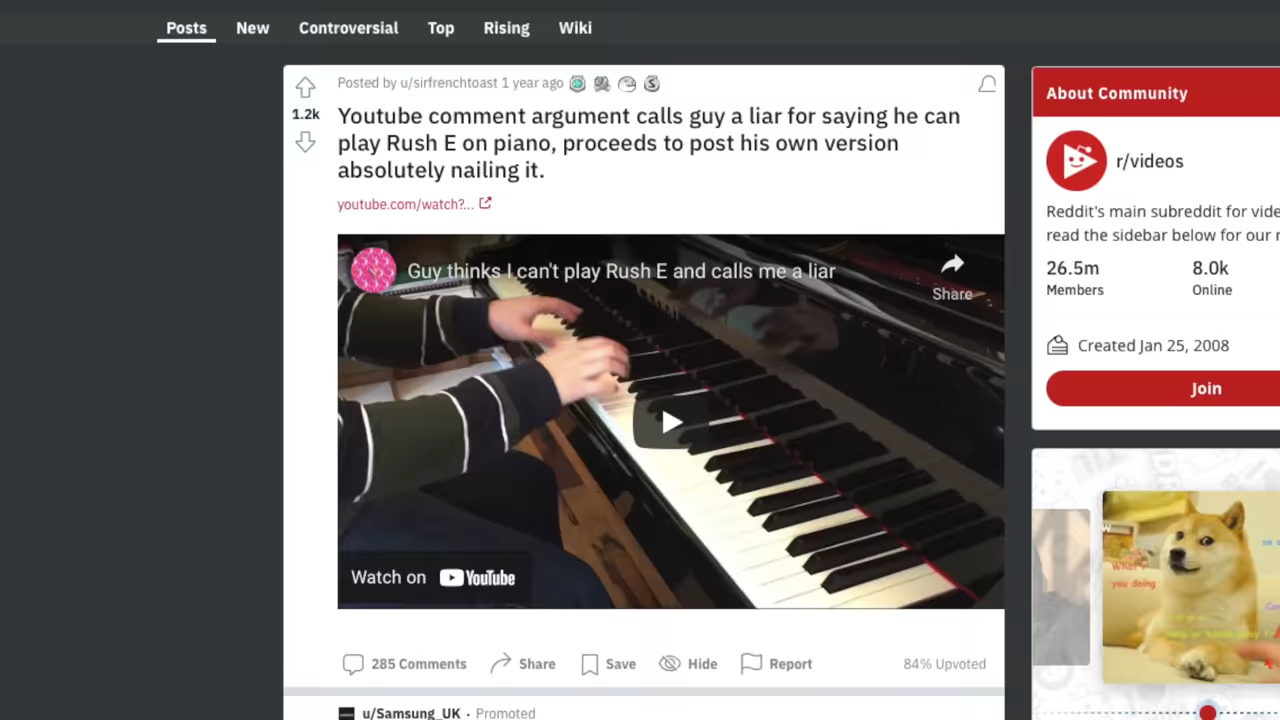 Posts New Controversial Top Rising Wiki
Posted by u/sirfrenchtoast 1 year ago
1.2k
Youtube comment argument calls guy a liar for saying he can
play Rush E on piano, proceeds to post his own version
absolutely nailing it.
youtube.com/watch?...
Guy thinks I can't play Rush E and calls me a liar
Share
Watch on YouTube
285 Comments Share Save Hide Report 84% Upvoted
u/Samsung_UK · Promoted
About Community
r/videos
Reddit's main subreddit for vide
read the sidebar below for our
26.5m 8.0k
Members Online
Created Jan 25, 2008
Join
What's
you doing